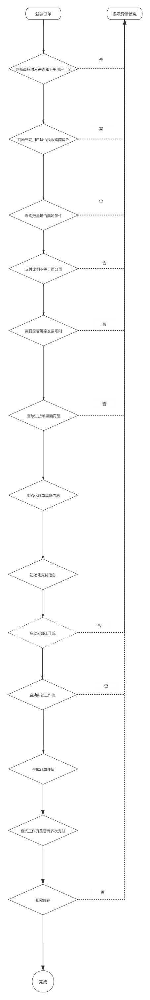 新建订单
提示异常信息
是
判断商品供应是否和下单用户一至
否
判断当前用户是否是采购商角色
否
采购数量是否满足条件
否
支付比例不等于百分百
否
商品是否绑定交易规则
否
删除进货单里面商品
初始化订单基础信息
初始化支付信息
否
启动外部工作流
否
启动内部工作流
生成订单详情
查询工作流是否有多次支付
否
扣除库存
完成